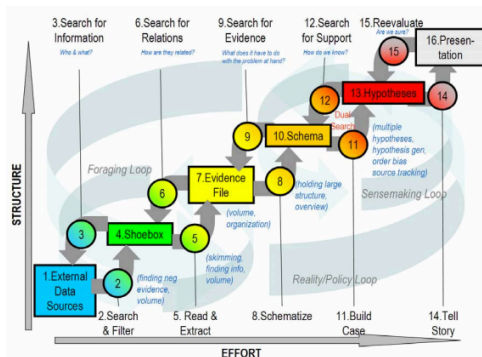 3.Search for
Information
Who & what?
6.Search for
Relations
How are they related?
9.Search for
Evidence
What does it have to do
with the problem at hand?
12.Search
for Support
How do we know?
15.Reevaluate
Are we sure?
15
16.Presen-
tation
12
13.Hypotheses
14
Dual
Search
9
10.Schema
11
(multiple
hypotheses,
hypothesis gen,
order bias
source tracking)
Foraging Loop
7.Evidence
File
8
(holding large
structure,
overview)
Sensemaking Loop
6
(volume,
organization)
3
4.Shoebox
5
(skimming,
finding info,
volume)
1.External
Data
Sources
2
(finding neg
evidence,
volume)
Reality/Policy Loop
2.Search
& Filter
5. Read &
Extract
8.Schematize
11.Build
Case
14.Tell
Story
STRUCTURE
EFFORT